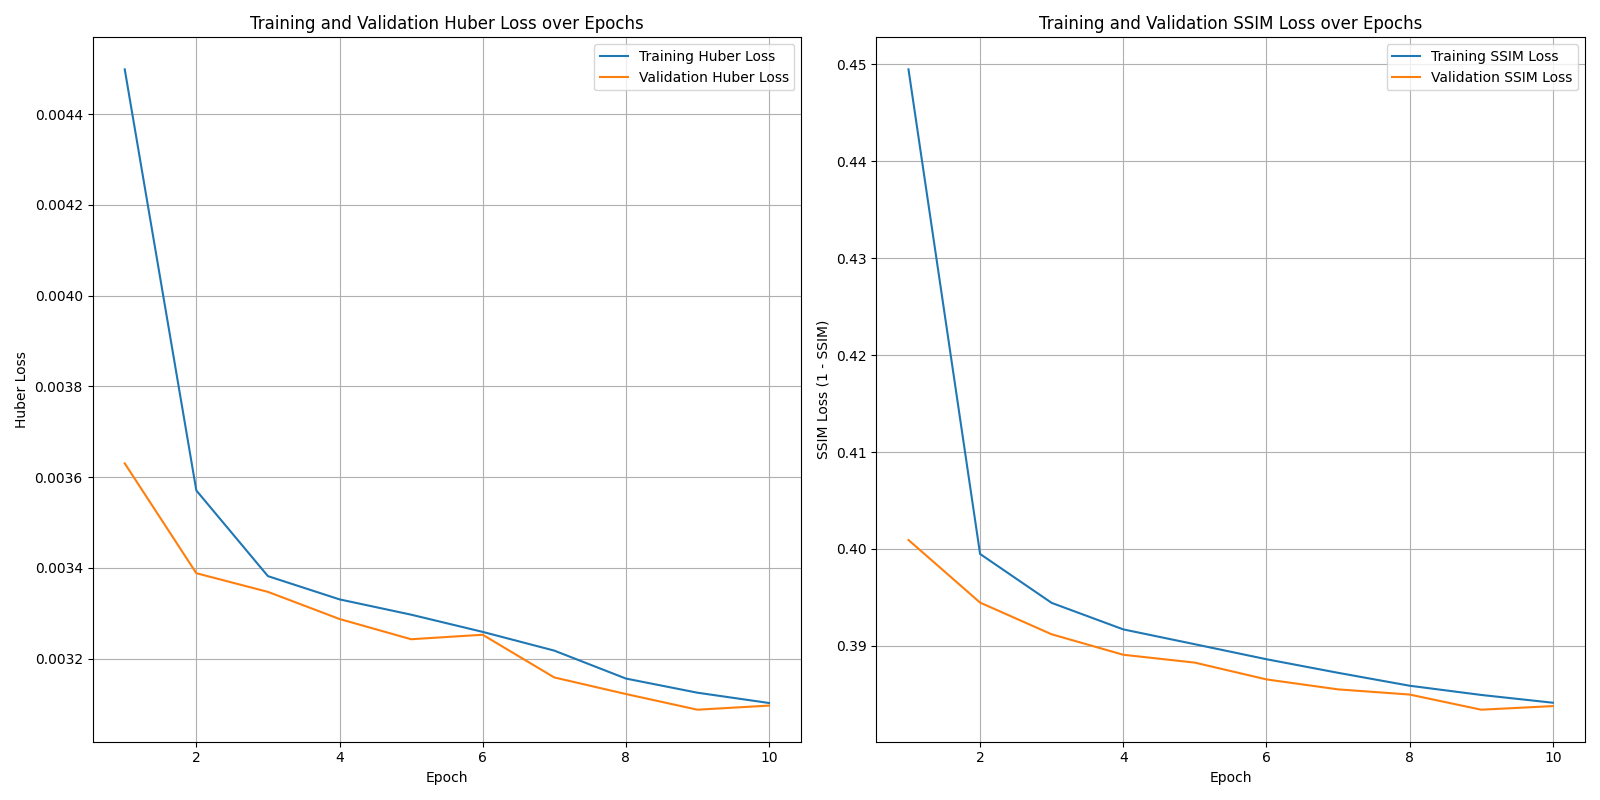 Training and Validation Huber Loss over Epochs
Training Huber Loss
Validation Huber Loss
0.0044
0.0042
0.0040
0.0038
0.0036
0.0034
0.0032
Huber Loss
2 4 6 8 10
Epoch
Training and Validation SSIM Loss over Epochs
Training SSIM Loss
Validation SSIM Loss
0.45
0.44
0.43
0.42
0.41
0.40
0.39
SSIM Loss (1 - SSIM)
2 4 6 8 10
Epoch